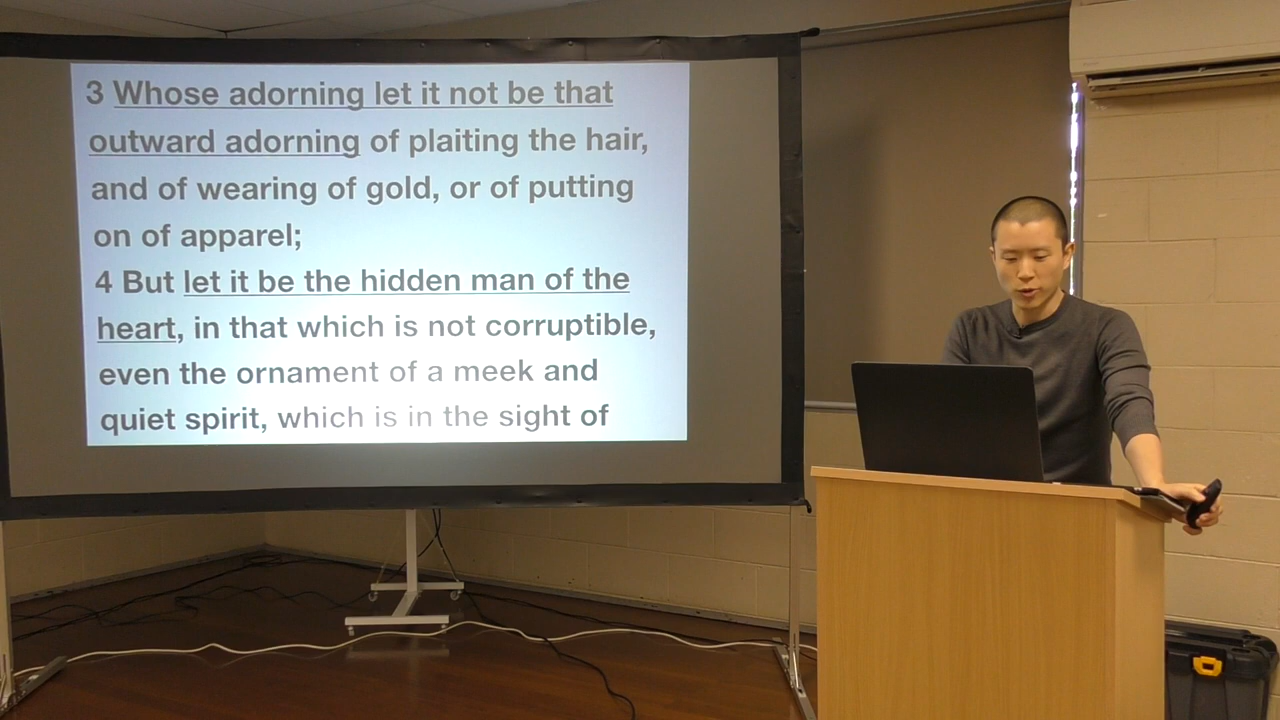 3 Whose adorning let it not be that
outward adorning of plaiting the hair,
and of wearing of gold, or of putting
on of apparel;
4 But let it be the hidden man of the
heart, in that which is not corruptible,
even the ornament of a meek and
quiet spirit, which is in the sight of